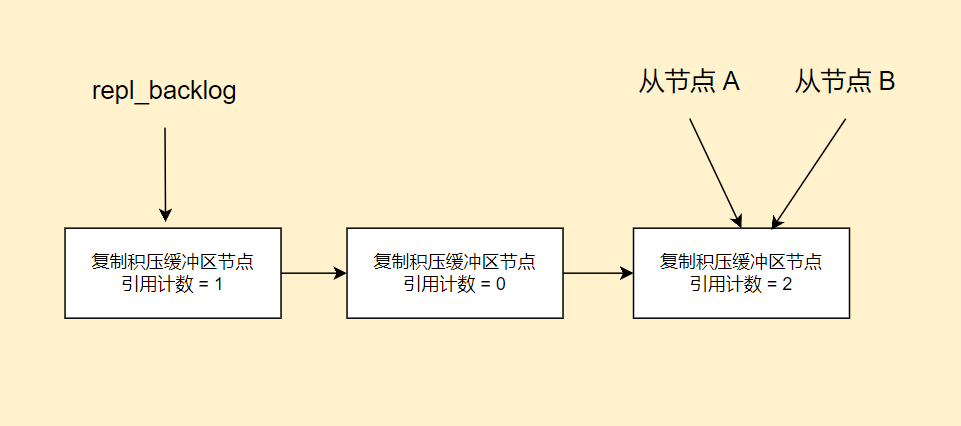 repl_backlog
从节点 A
从节点 B
复制积压缓冲区节点
引用计数 = 1
复制积压缓冲区节点
引用计数 = 0
复制积压缓冲区节点
引用计数 = 2